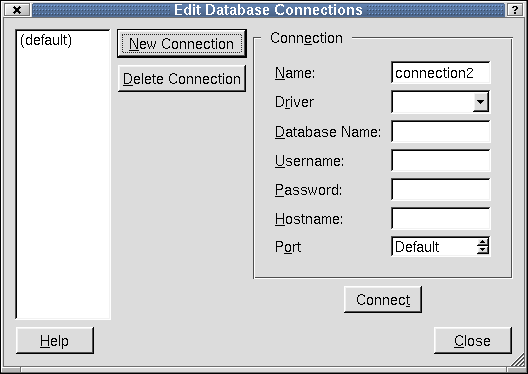 Edit Database Connections
?
(default)
New Connection
Delete Connection
Connection
Name: connection2
Driver
Database Name:
Username:
Password:
Hostname:
Port Default
Connect
Help
Close